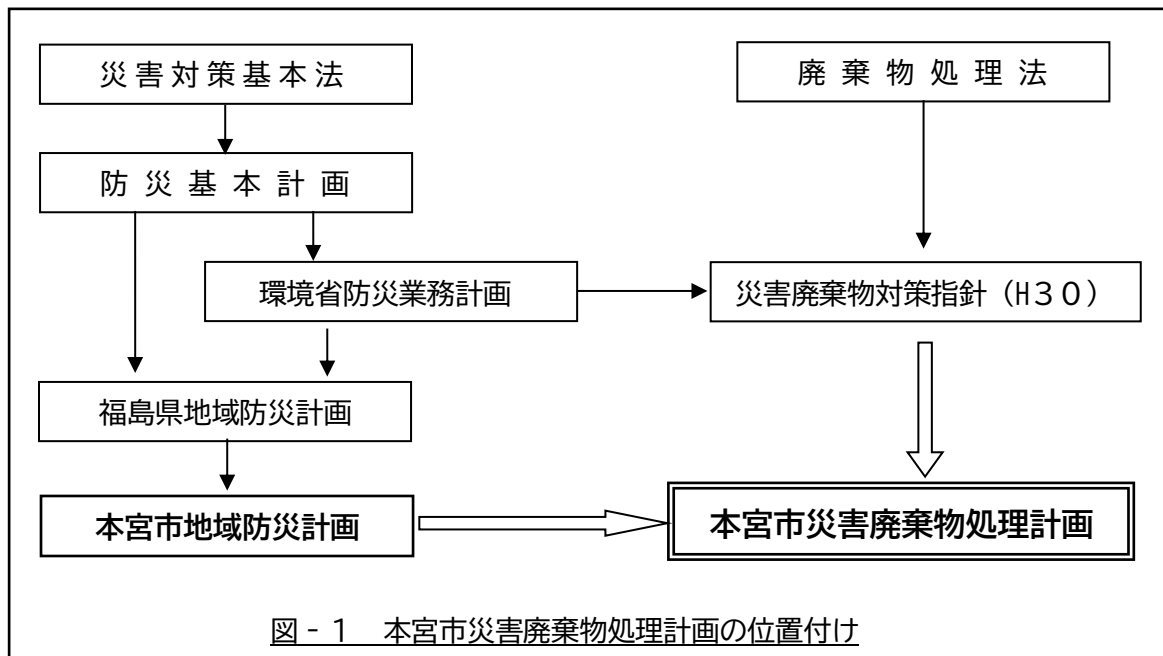 災害対策基本法
廃棄物処理法
防災基本計画
環境省防災業務計画
災害廃棄物対策指針（H３０）
福島県地域防災計画
本宮市地域防災計画
本宮市災害廃棄物処理計画
図 - １　本宮市災害廃棄物処理計画の位置付け